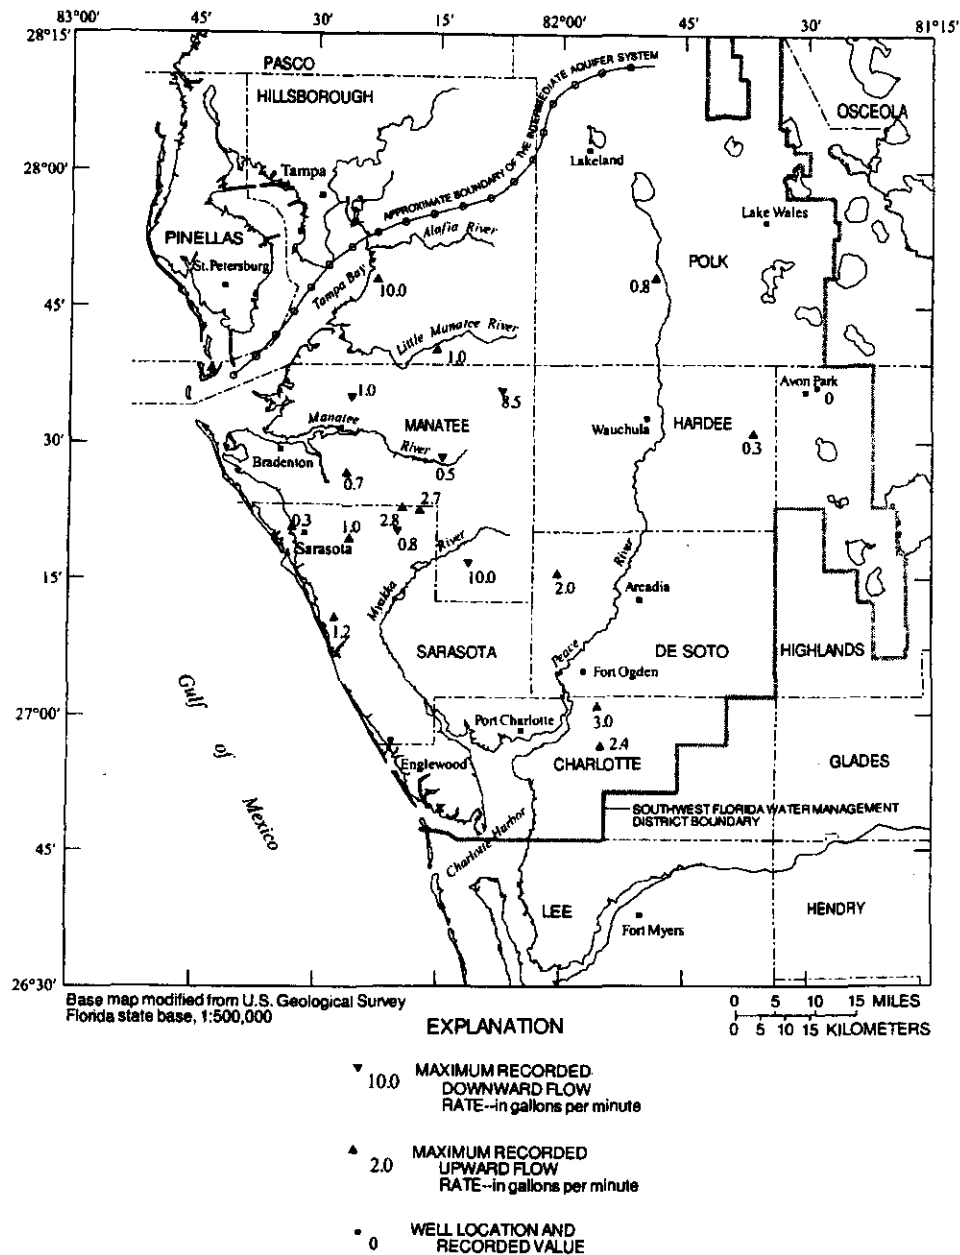 83°00'
45'
30'
15'
82°00'
45'
30'
81°15'
28°15'
PASCO
HILLSBOROUGH
APPROXIMATE BOUNDARY OF THE INTERMEDIATE AQUIFER SYSTEM
OSCEOLA
28°00'
Tampa
Lakeland
Lake Wales
PINELLAS
Alafia River
St. Petersburg
POLK
Tampa Bay
10.0
0.8
45'
Little Manatee River
1.0
1.0
8.5
Avon Park
0
Manatee
River
MANATEE
Wauchula
HARDEE
0.3
30'
Bradenton
0.5
0.7
2.7
2.8
0.3
1.0
0.8
Sarasota
River
Myakka
10.0
15'
2.0
River
Arcadia
1.2
SARASOTA
Peace
DE SOTO
HIGHLANDS
Fort Ogden
Gulf
of
Mexico
27°00'
Port Charlotte
3.0
2.4
Englewood
CHARLOTTE
GLADES
SOUTHWEST FLORIDA WATER MANAGEMENT
DISTRICT BOUNDARY
Charlotte Harbor
45'
LEE
HENDRY
Fort Myers
26°30'
Base map modified from U.S. Geological Survey
Florida state base, 1:500,000
0 5 10 15 MILES
0 5 10 15 KILOMETERS
EXPLANATION
10.0 MAXIMUM RECORDED
DOWNWARD FLOW
RATE--in gallons per minute
2.0 MAXIMUM RECORDED
UPWARD FLOW
RATE--in gallons per minute
0 WELL LOCATION AND
RECORDED VALUE